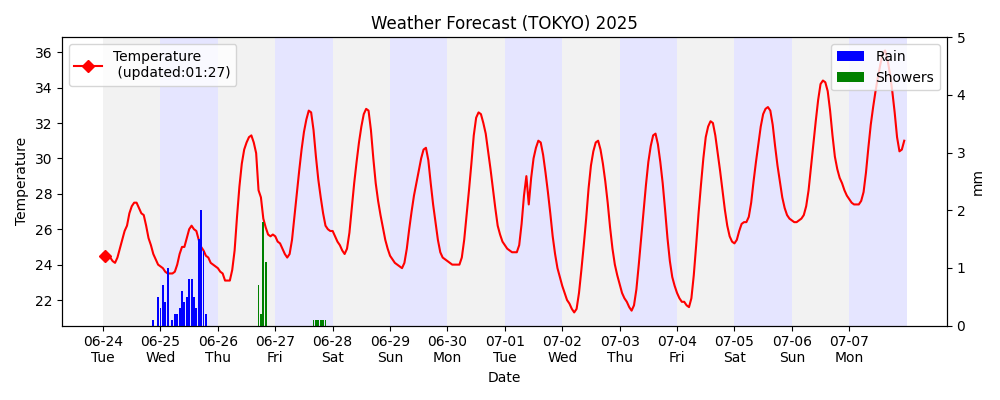 Weather Forecast (TOKYO) 2025
Temperature
(updated:01:27)
Rain
Showers
Temperature
36
34
32
30
28
26
24
22
5
4
3
2
1
0
mm
06-24 06-25 06-26 06-27 06-28 06-29 06-30 07-01 07-02 07-03 07-04 07-05 07-06 07-07
Tue Wed Thu Fri Sat Sun Mon Tue Wed Thu Fri Sat Sun Mon
Date